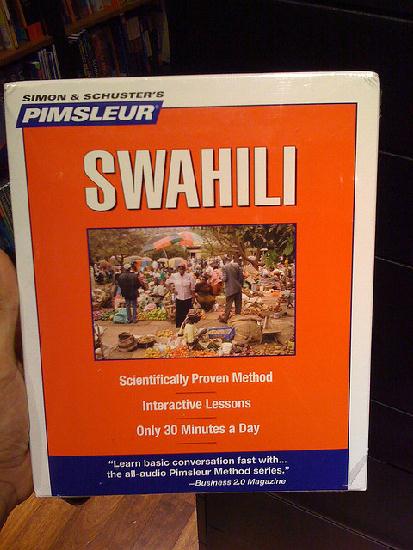 SIMON & SCHUSTER'S
PIMSLEUR
SWAHILI
Scientifically Proven Method
Interactive Lessons
Only 30 Minutes a Day
"Learn basic conversation fast with...
the all-audio Pimsleur Method series."
—Business 2.0 Magazine